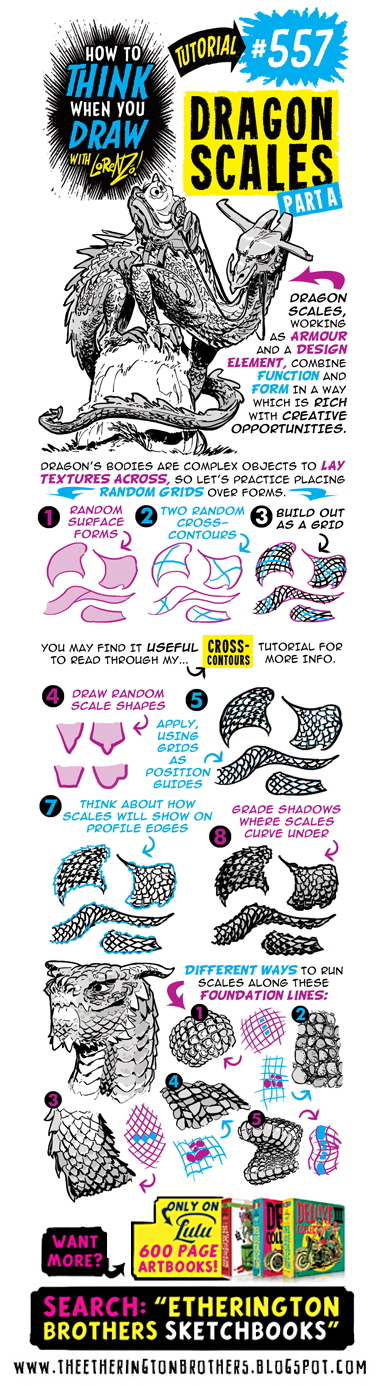 HOW TO
THINK
WHEN YOU
DRAW
WITH LORENZO!
TUTORIAL
#557
DRAGON
SCALES
PART A
DRAGON
SCALES,
WORKING
AS ARMOUR
AND A DESIGN
ELEMENT, COMBINE
FUNCTION AND
FORM IN A WAY
WHICH IS RICH
WITH CREATIVE
OPPORTUNITIES.
DRAGON'S BODIES ARE COMPLEX OBJECTS TO LAY
TEXTURES ACROSS, SO LET'S PRACTICE PLACING
RANDOM GRIDS OVER FORMS.
1 RANDOM
SURFACE
FORMS
2 TWO RANDOM
CROSS-
CONTOURS
3 BUILD OUT
AS A GRID
YOU MAY FIND IT USEFUL
TO READ THROUGH MY...
CROSS-
CONTOURS
TUTORIAL FOR
MORE INFO.
4 DRAW RANDOM
SCALE SHAPES
5
APPLY,
USING
GRIDS
AS
POSITION
GUIDES
7 THINK ABOUT HOW
SCALES WILL SHOW ON
PROFILE EDGES
8 GRADE SHADOWS
WHERE SCALES
CURVE UNDER
DIFFERENT WAYS TO RUN
SCALES ALONG THESE
FOUNDATION LINES:
1
2
3
4
5
WANT
MORE?
ONLY ON
Lulu
600 PAGE
ARTBOOKS!
DELUXE
SEARCH: "ETHERINGTON
BROTHERS SKETCHBOOKS"
WWW.THEETHERINGTONBROTHERS.BLOGSPOT.COM